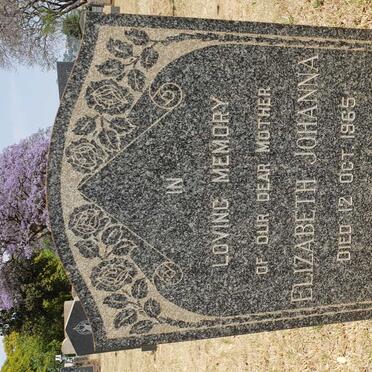 IN
LOVING MEMORY
OF OUR DEAR MOTHER
ELIZABETH JOHANNA
DIED 12 OCT 1965